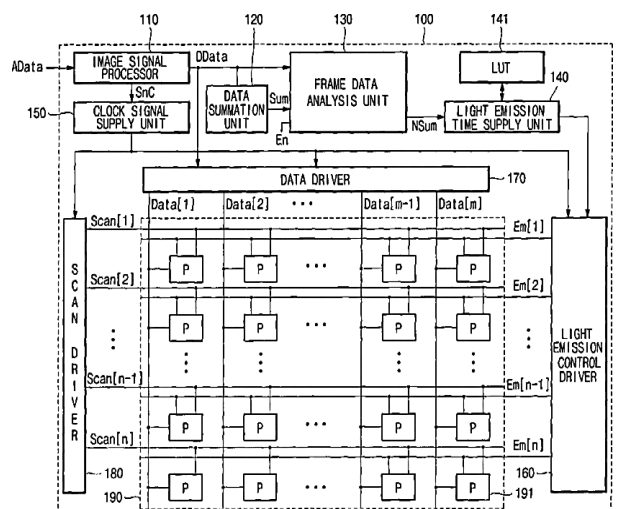 110
120
130
100
141
AData
IMAGE SIGNAL
PROCESSOR
DData
LUT
SnC
140
150
CLOCK SIGNAL
SUPPLY UNIT
DATA
SUMMATION
UNIT
Sum
En
FRAME DATA
ANALYSIS UNIT
NSum
LIGHT EMISSION
TIME SUPPLY UNIT
DATA DRIVER
170
Data[1]
Data[2]
...
Data[m-1]
Data[m]
Scan[1]
Em[1]
P P ... P P
Scan[2]
Em[2]
P P ... P P
SCAN DRIVER
LIGHT
EMISSION
CONTROL
DRIVER
Scan[n-1]
Em[n-1]
P P ... P P
Scan[n]
Em[n]
P P ... P P
180
190
191
160